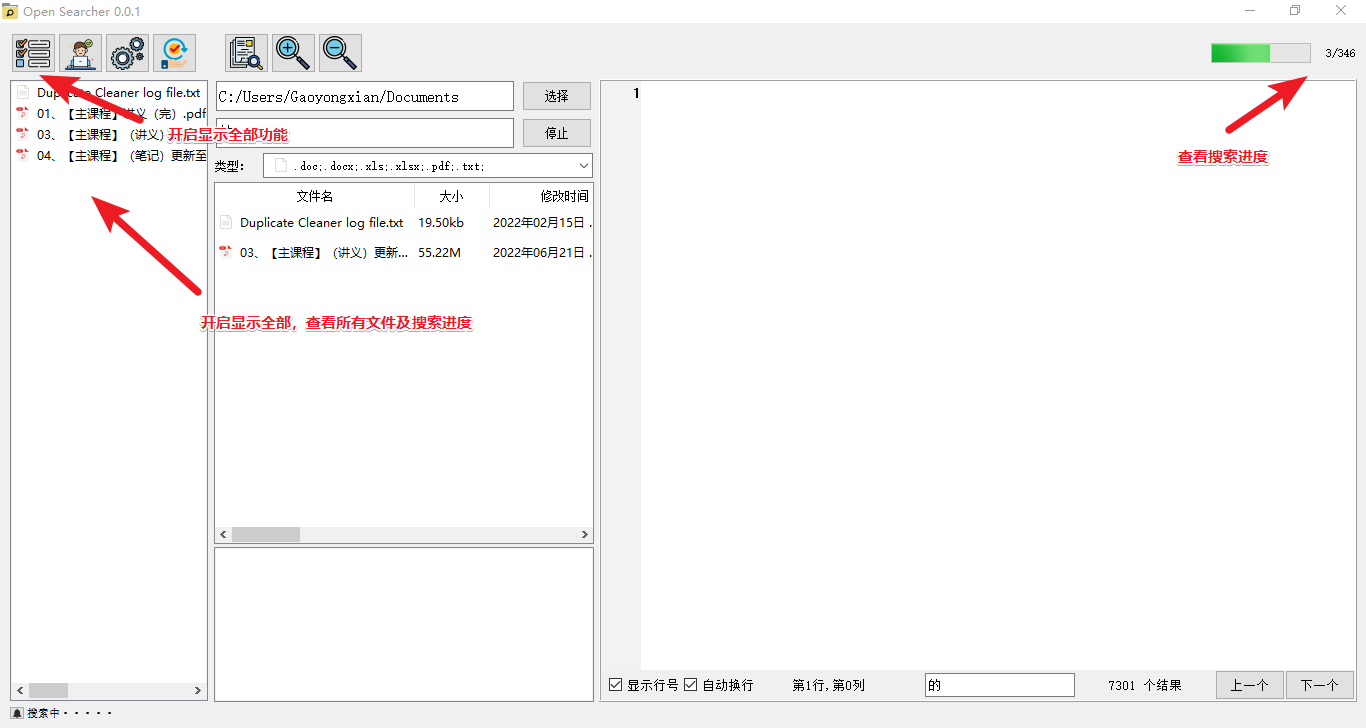 Open Searcher 0.0.1
3/346
Duplicate Cleaner log file.txt
01、【主课程】讲义（完）.pdf
03、【主课程】（讲义）
04、【主课程】（笔记）更新至
开启显示全部功能
C:/Users/Gaoyongxian/Documents
选择
停止
类型:
.doc;.docx;.xls;.xlsx;.pdf;.txt;
文件名 大小 修改时间
Duplicate Cleaner log file.txt 19.50kb 2022年02月15日 .
03、【主课程】（讲义）更新... 55.22M 2022年06月21日 .
开启显示全部，查看所有文件及搜索进度
1
查看搜索进度
显示行号 自动换行 第1行,第0列 的 7301 个结果 上一个 下一个
搜索中·····